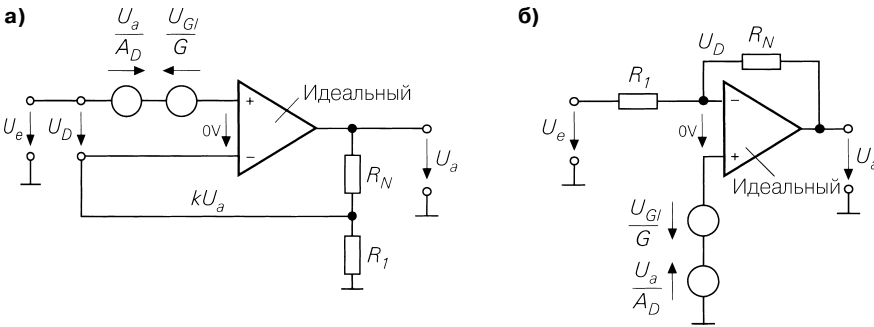 а)
U_a
A_D
U_Gl
G
+
Идеальный
U_e
U_D
0V
−
U_a
R_N
kU_a
R_1
б)
U_D
R_N
R_1
−
U_e
0V
+
U_a
Идеальный
U_Gl
G
U_a
A_D